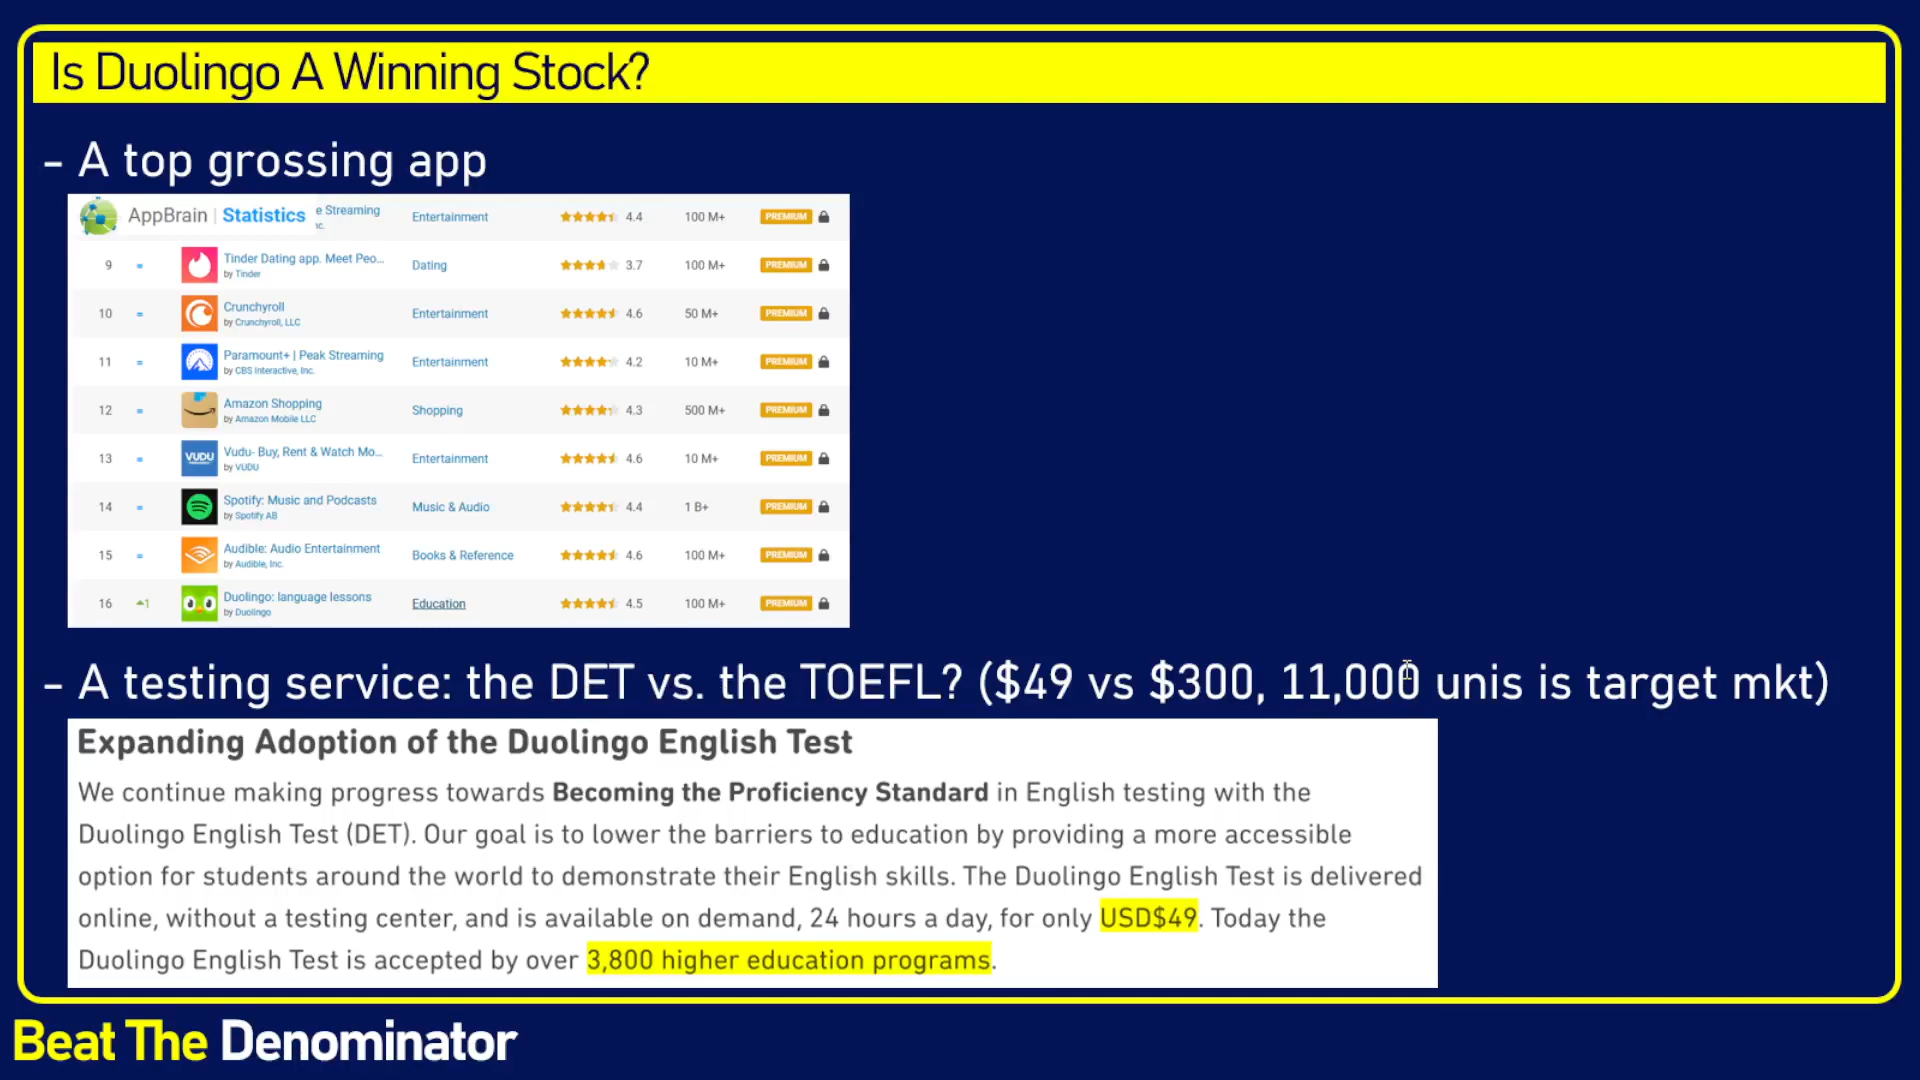 Is Duolingo A Winning Stock?
- A top grossing app
AppBrain | Statistics e Streaming Entertainment 4.4 100 M+ PREMIUM
nc.
9 = Tinder Dating app. Meet Peo... Dating 3.7 100 M+ PREMIUM
by Tinder
10 = Crunchyroll Entertainment 4.6 50 M+ PREMIUM
by Crunchyroll, LLC
11 = Paramount+ | Peak Streaming Entertainment 4.2 10 M+ PREMIUM
by CBS Interactive, Inc.
12 = Amazon Shopping Shopping 4.3 500 M+ PREMIUM
by Amazon Mobile LLC
13 = VUDU Vudu- Buy, Rent & Watch Mo... Entertainment 4.6 10 M+ PREMIUM
by VUDU
14 = Spotify: Music and Podcasts Music & Audio 4.4 1 B+ PREMIUM
by Spotify AB
15 = Audible: Audio Entertainment Books & Reference 4.6 100 M+ PREMIUM
by Audible, Inc.
16 1 Duolingo: language lessons Education 4.5 100 M+ PREMIUM
by Duolingo
- A testing service: the DET vs. the TOEFL? ($49 vs $300, 11,000 unis is target mkt)
Expanding Adoption of the Duolingo English Test
We continue making progress towards Becoming the Proficiency Standard in English testing with the
Duolingo English Test (DET). Our goal is to lower the barriers to education by providing a more accessible
option for students around the world to demonstrate their English skills. The Duolingo English Test is delivered
online, without a testing center, and is available on demand, 24 hours a day, for only USD$49. Today the
Duolingo English Test is accepted by over 3,800 higher education programs.
Beat The Denominator